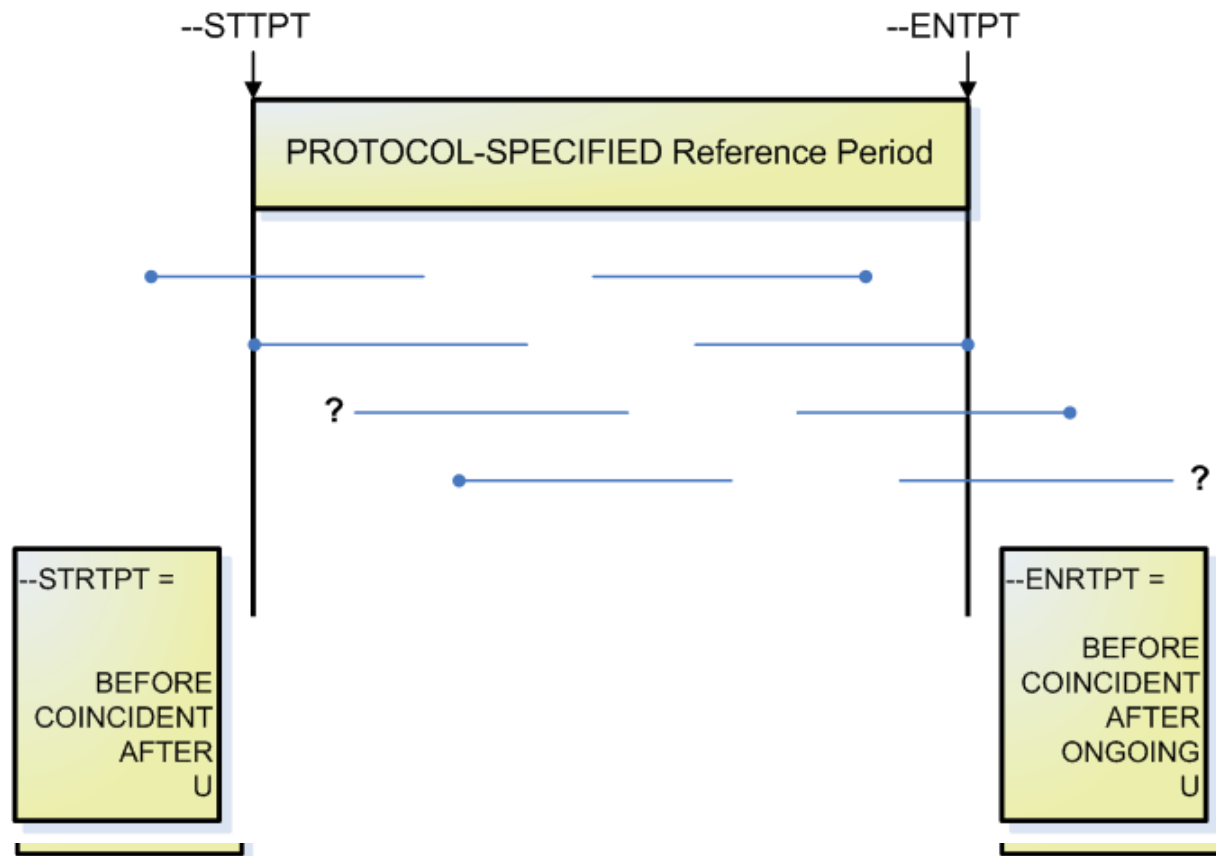 --STTPT
--ENTPT
PROTOCOL-SPECIFIED Reference Period
?
?
--STRTPT =
BEFORE
COINCIDENT
AFTER
U
--ENRTPT =
BEFORE
COINCIDENT
AFTER
ONGOING
U